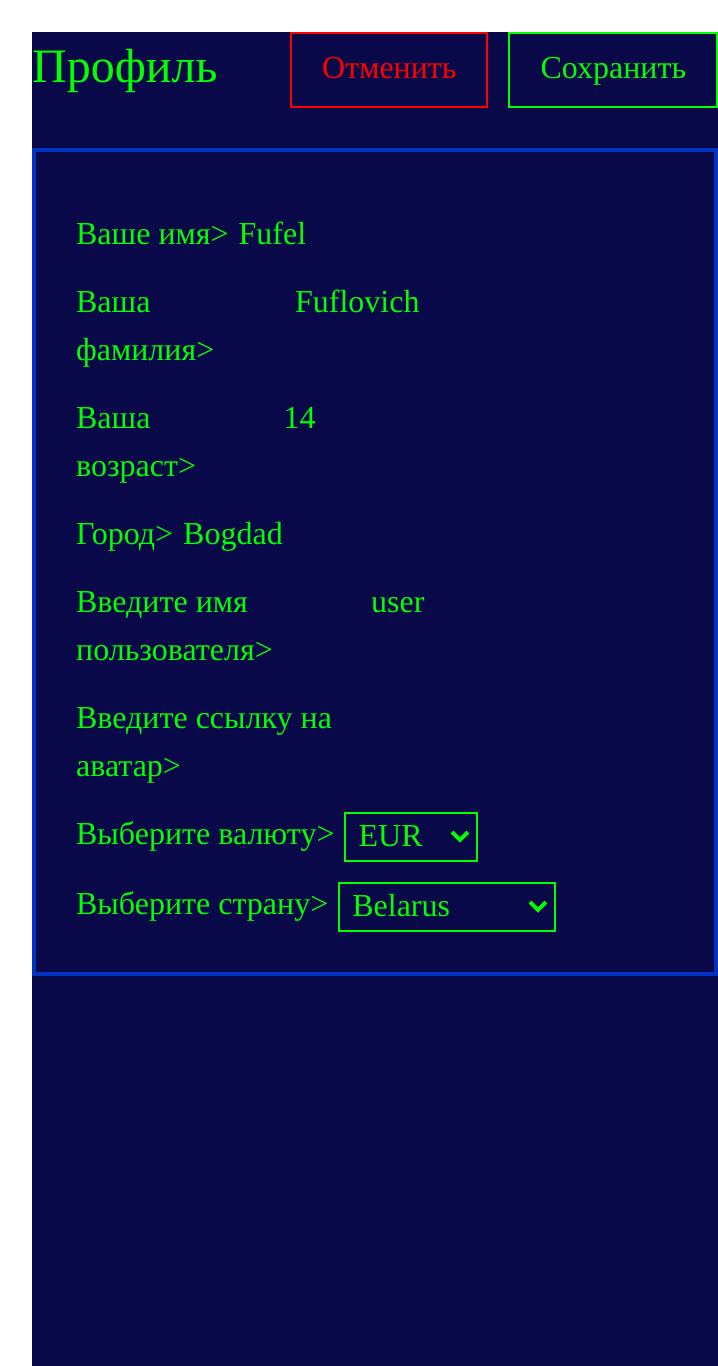 Профиль Отменить Сохранить
Ваше имя> Fufel
Ваша Fuflovich
фамилия>
Ваша 14
возраст>
Город> Bogdad
Введите имя user
пользователя>
Введите ссылку на
аватар>
Выберите валюту> EUR
Выберите страну> Belarus